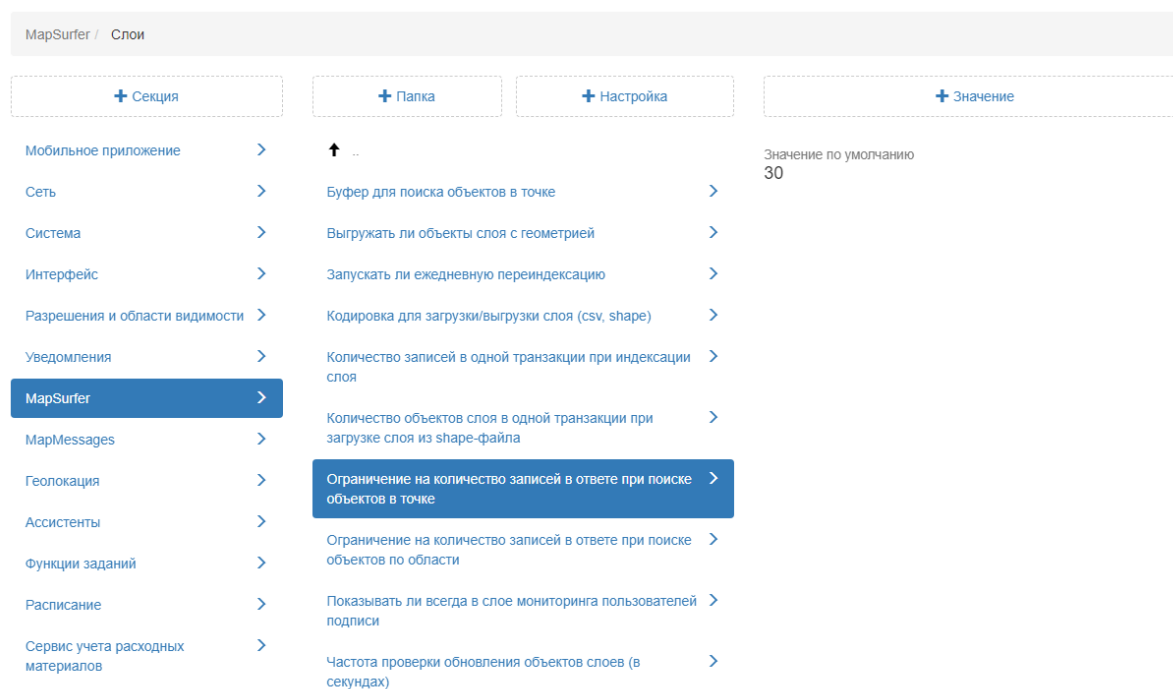 MapSurfer / Слои
+ Секция
+ Папка
+ Настройка
+ Значение
Мобильное приложение
Сеть
Система
Интерфейс
Разрешения и области видимости
Уведомления
MapSurfer
MapMessages
Геолокация
Ассистенты
Функции заданий
Расписание
Сервис учета расходных
материалов
..
Буфер для поиска объектов в точке
Выгружать ли объекты слоя с геометрией
Запускать ли ежедневную переиндексацию
Кодировка для загрузки/выгрузки слоя (csv, shape)
Количество записей в одной транзакции при индексации
слоя
Количество объектов слоя в одной транзакции при
загрузке слоя из shape-файла
Ограничение на количество записей в ответе при поиске
объектов в точке
Ограничение на количество записей в ответе при поиске
объектов по области
Показывать ли всегда в слое мониторинга пользователей
подписи
Частота проверки обновления объектов слоев (в
секундах)
Значение по умолчанию
30